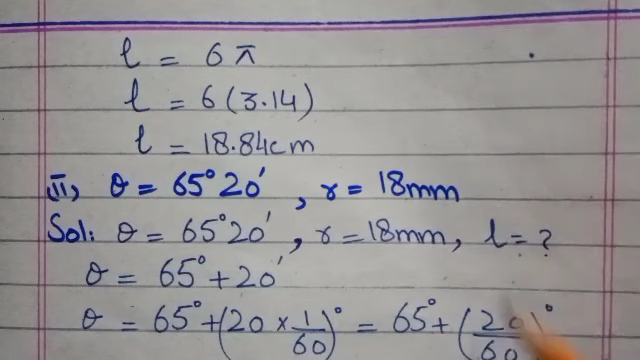 l = 6π
l = 6(3.14)
l = 18.84cm
ii, θ = 65°20', r = 18mm
Sol: θ = 65°20', r = 18mm, l = ?
θ = 65° + 20'
θ = 65° + (20 × 1/60)° = 65° + (20/60)°